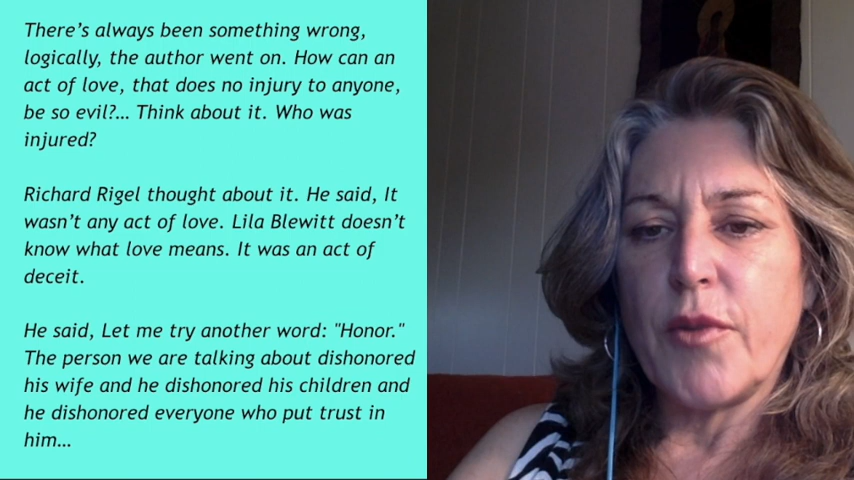 There's always been something wrong,
logically, the author went on. How can an
act of love, that does no injury to anyone,
be so evil?... Think about it. Who was
injured?
Richard Rigel thought about it. He said, It
wasn't any act of love. Lila Blewitt doesn't
know what love means. It was an act of
deceit.
He said, Let me try another word: "Honor."
The person we are talking about dishonored
his wife and he dishonored his children and
he dishonored everyone who put trust in
him...